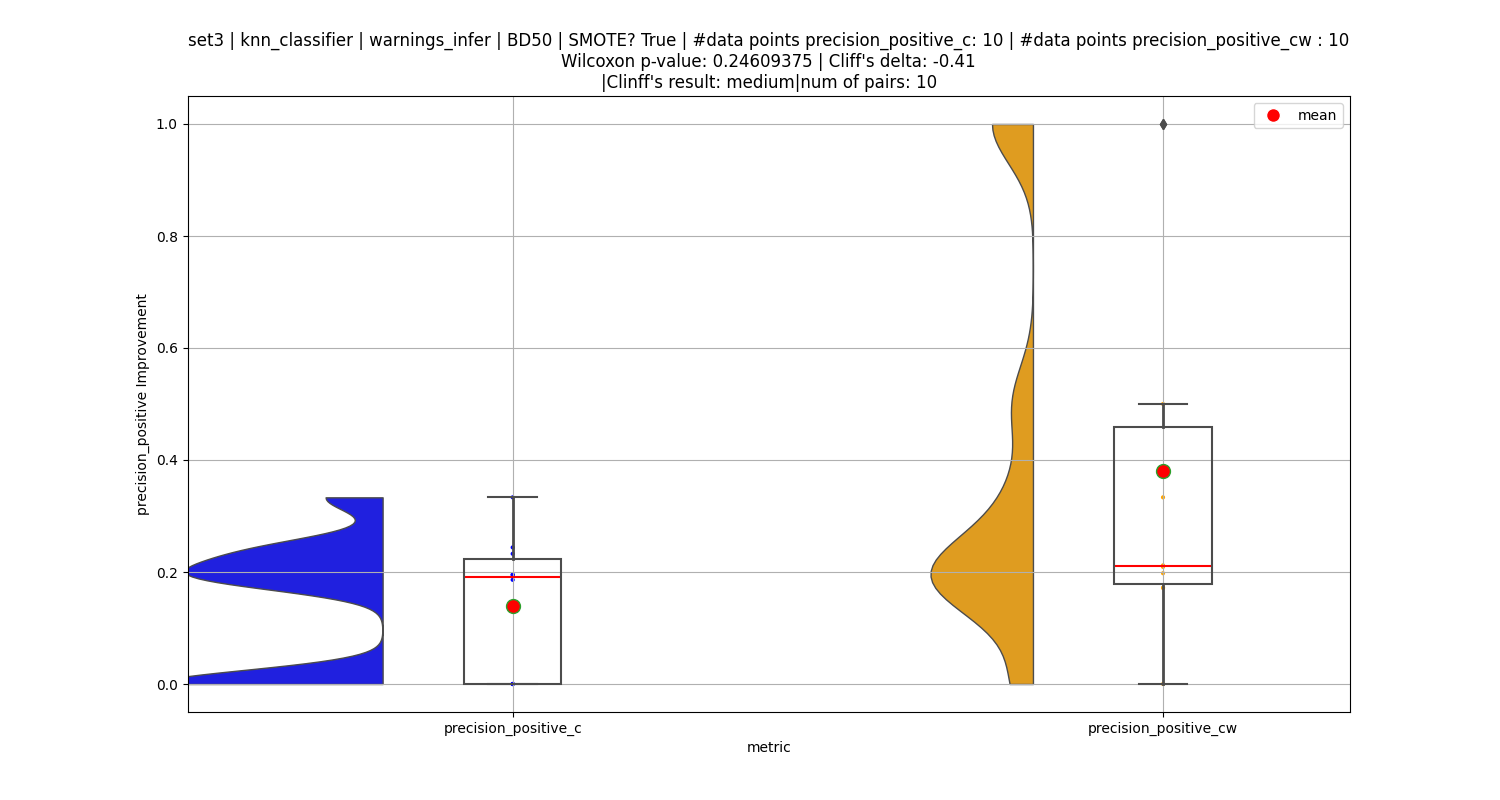 set3 | knn_classifier | warnings_infer | BD50 | SMOTE? True | #data points precision_positive_c: 10 | #data points precision_positive_cw : 10
Wilcoxon p-value: 0.24609375 | Cliff's delta: -0.41
|Clinff's result: medium|num of pairs: 10
mean
1.0
0.8
0.6
0.4
0.2
0.0
precision_positive Improvement
precision_positive_c
precision_positive_cw
metric